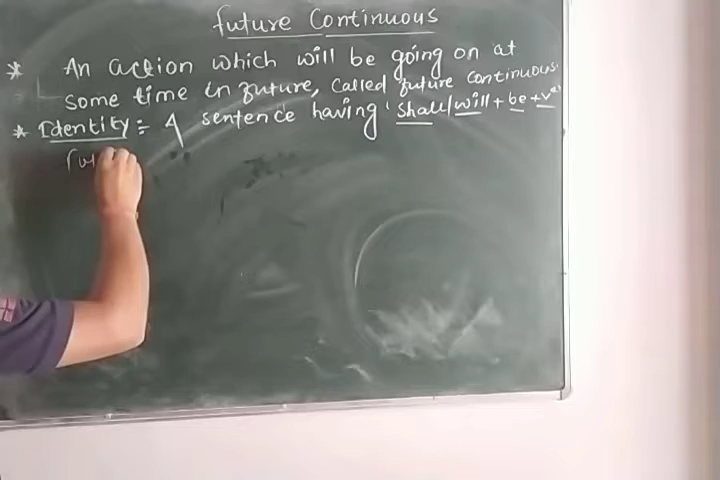 future Continuous
* An action which will be going on at
some time in future, called future continuous.
* Identity := A sentence having 'shall/will + be +